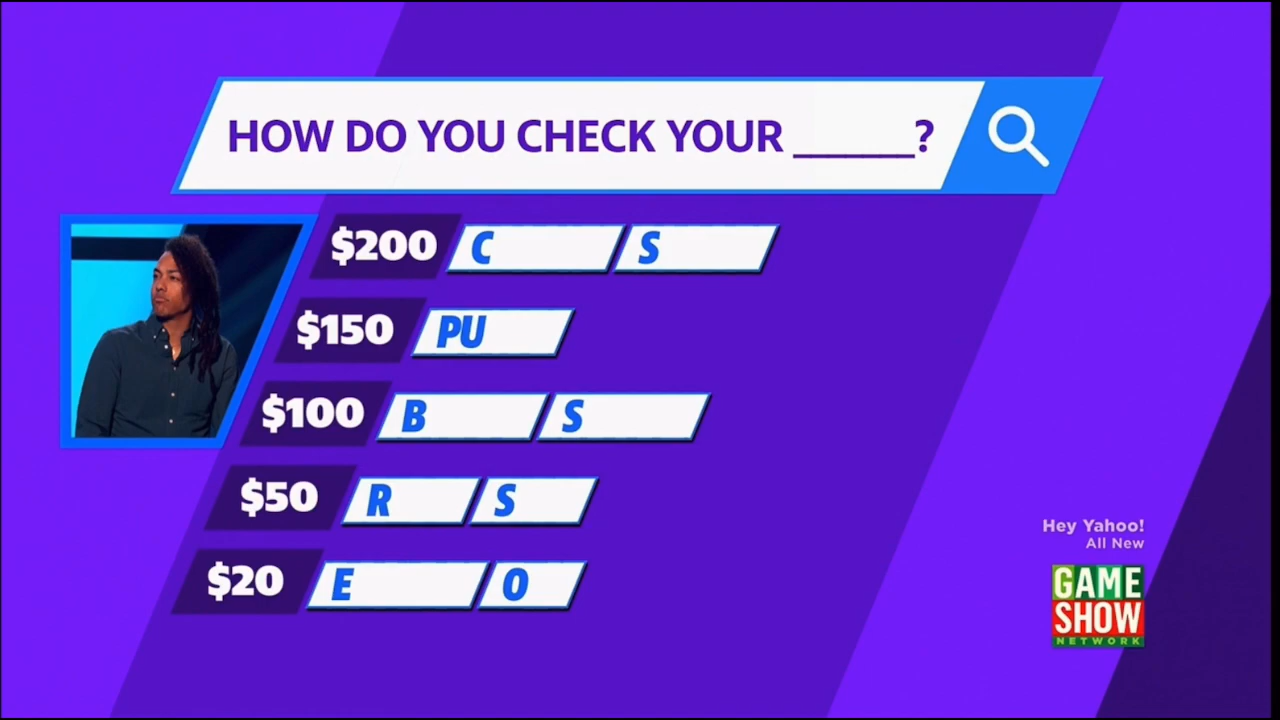 HOW DO YOU CHECK YOUR ______?
$200 C S
$150 PU
$100 B S
$50 R S
$20 E O
Hey Yahoo!
All New
GAME
SHOW
NETWORK